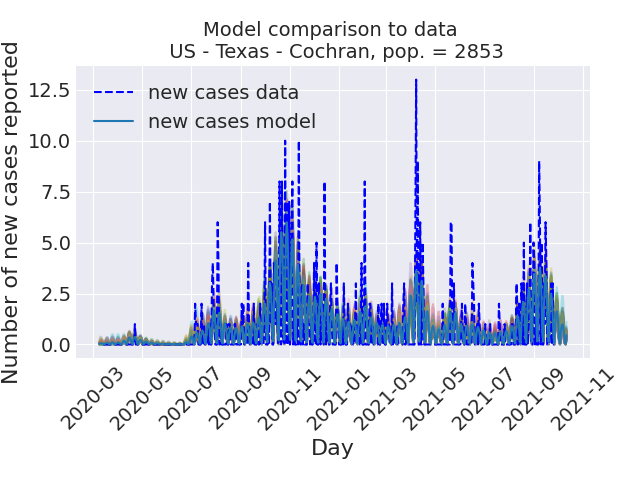 Model comparison to data
US - Texas - Cochran, pop. = 2853
Number of new cases reported
12.5
10.0
7.5
5.0
2.5
0.0
new cases data
new cases model
2020-03
2020-05
2020-07
2020-09
2020-11
2021-01
2021-03
2021-05
2021-07
2021-09
2021-11
Day